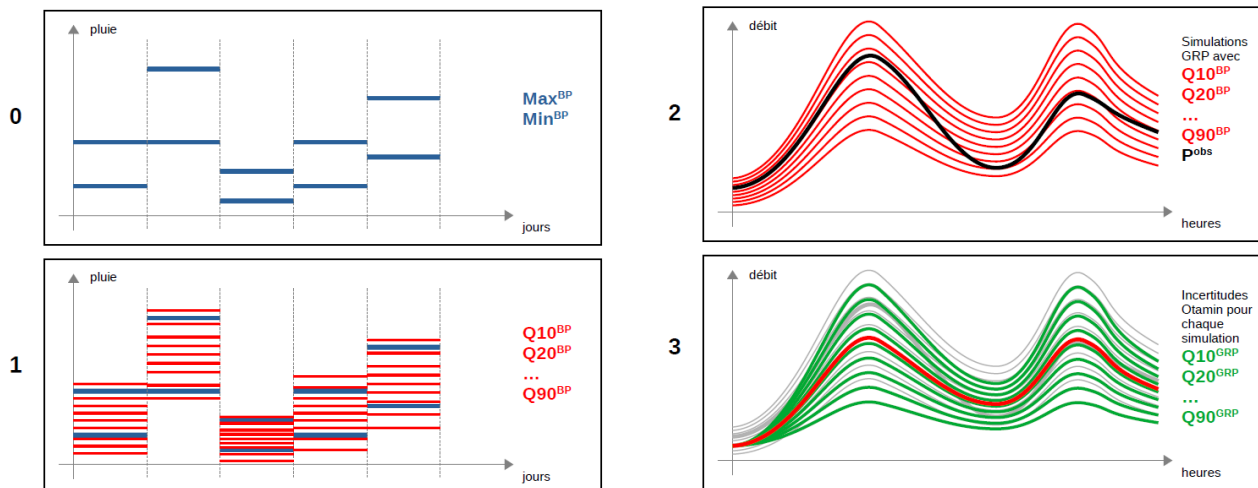 0
pluie
Max^BP
Min^BP
jours
1
pluie
Q10^BP
Q20^BP
...
Q90^BP
jours
2
débit
Simulations
GRP avec
Q10^BP
Q20^BP
...
Q90^BP
P^obs
heures
3
débit
Incertitudes
Otamin pour
chaque
simulation
Q10^GRP
Q20^GRP
...
Q90^GRP
heures